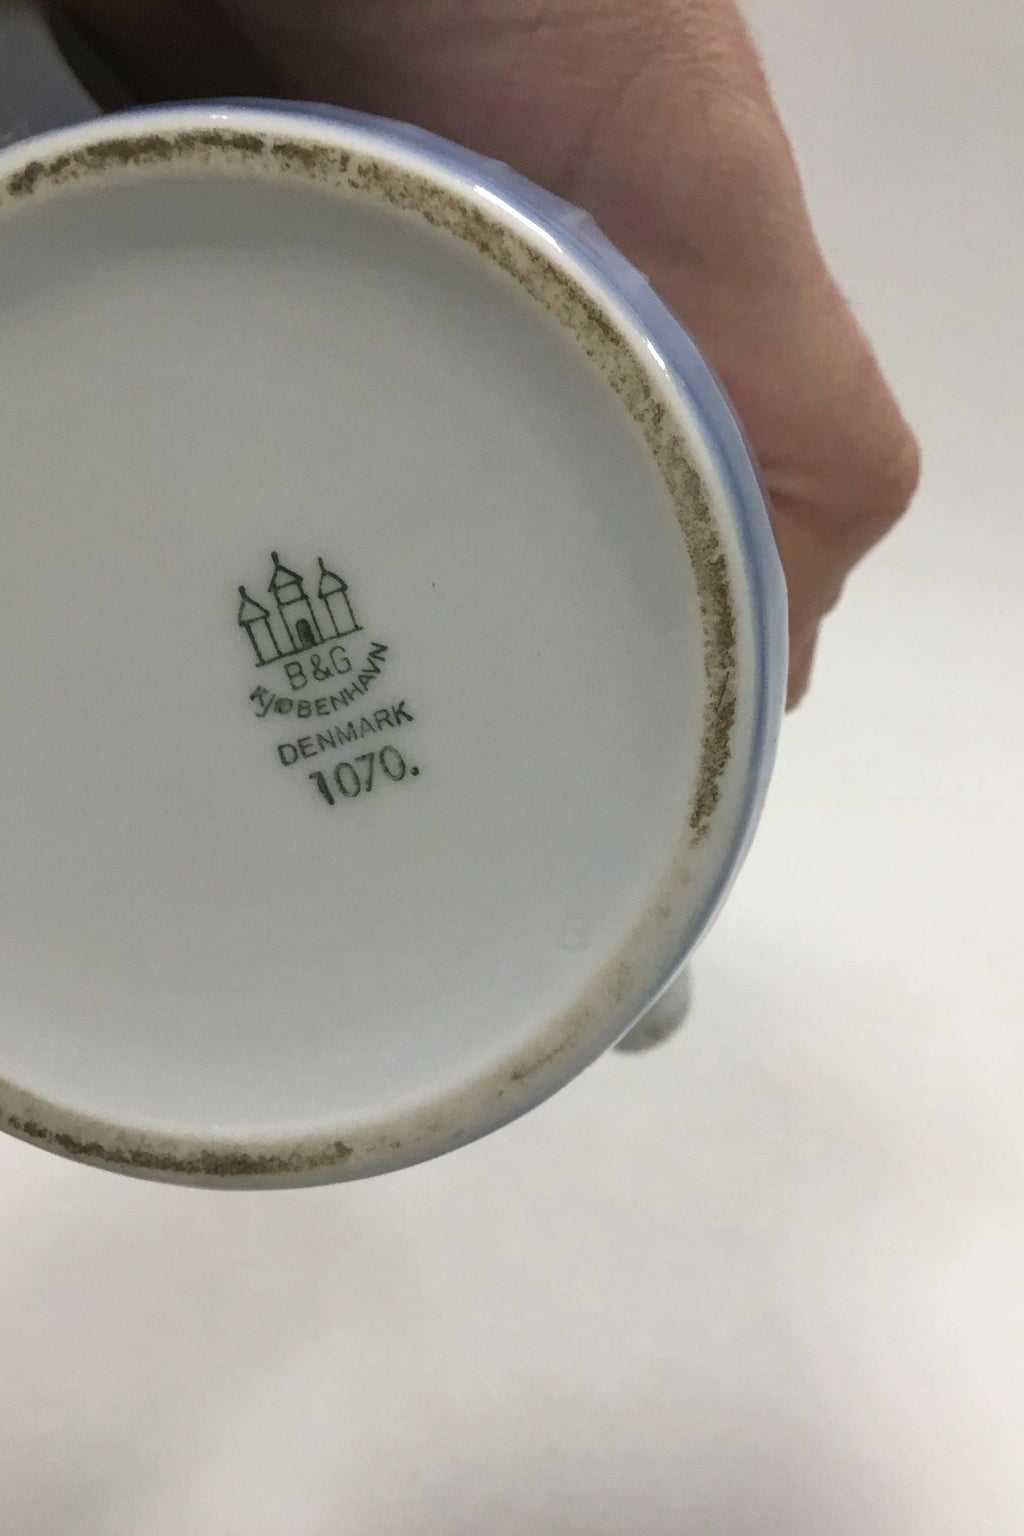 B&G
KJØBENHAVN
DENMARK
1070.